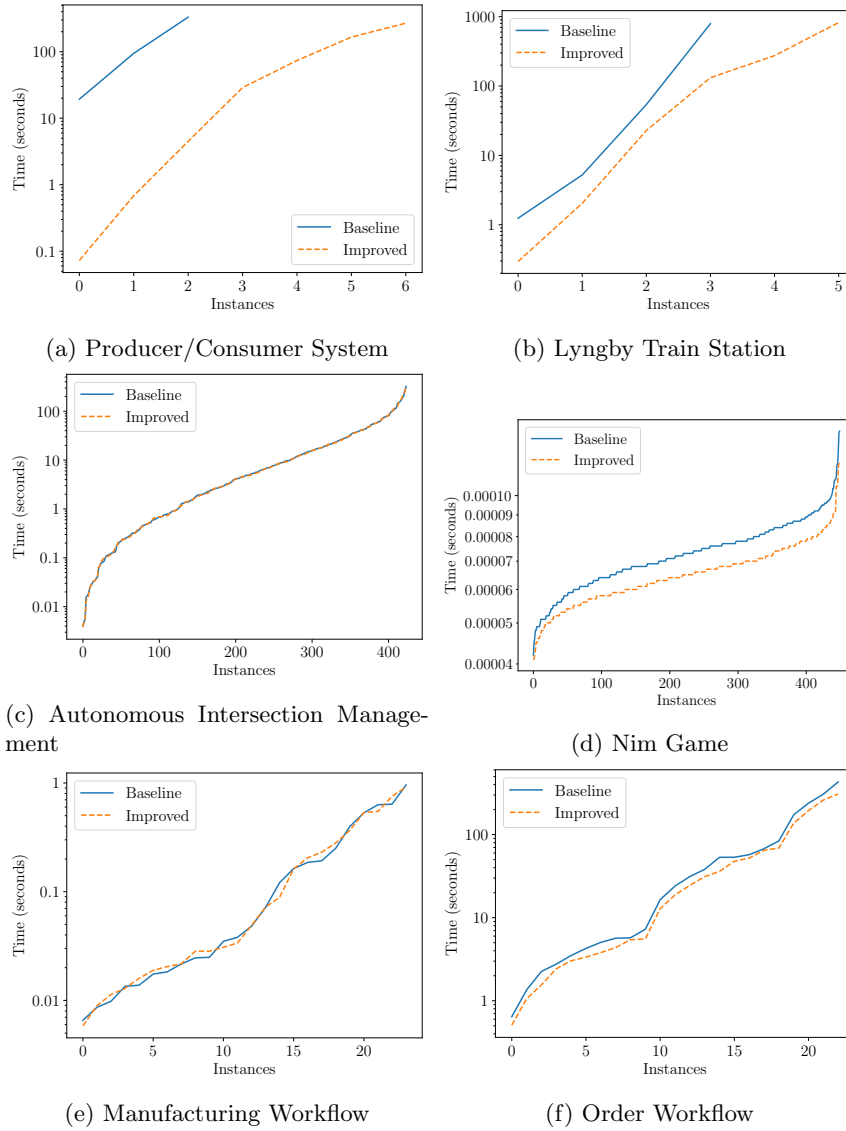 100
10
1
0.1
Time (seconds)
Baseline
Improved
0 1 2 3 4 5 6
Instances
(a) Producer/Consumer System
1000
100
10
1
Time (seconds)
Baseline
Improved
0 1 2 3 4 5
Instances
(b) Lyngby Train Station
100
10
1
0.1
0.01
Time (seconds)
Baseline
Improved
0 100 200 300 400
Instances
(c) Autonomous Intersection Manage-
ment
0.00010
0.00009
0.00008
0.00007
0.00006
0.00005
0.00004
Time (seconds)
Baseline
Improved
0 100 200 300 400
Instances
(d) Nim Game
1
0.1
0.01
Time (seconds)
Baseline
Improved
0 5 10 15 20
Instances
(e) Manufacturing Workflow
100
10
1
Time (seconds)
Baseline
Improved
0 5 10 15 20
Instances
(f) Order Workflow